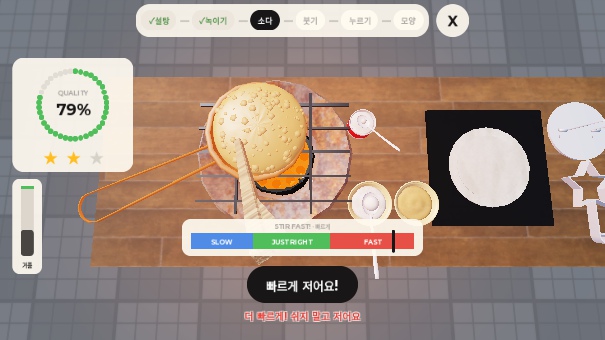 ✓설탕 — ✓녹이기 — 소다 — 붓기 — 누르기 — 모양
X
QUALITY
79%
STIR FAST! · 빠르게
SLOW JUST RIGHT FAST
거품
빠르게 저어요!
더 빠르게! 쉬지 말고 저어요